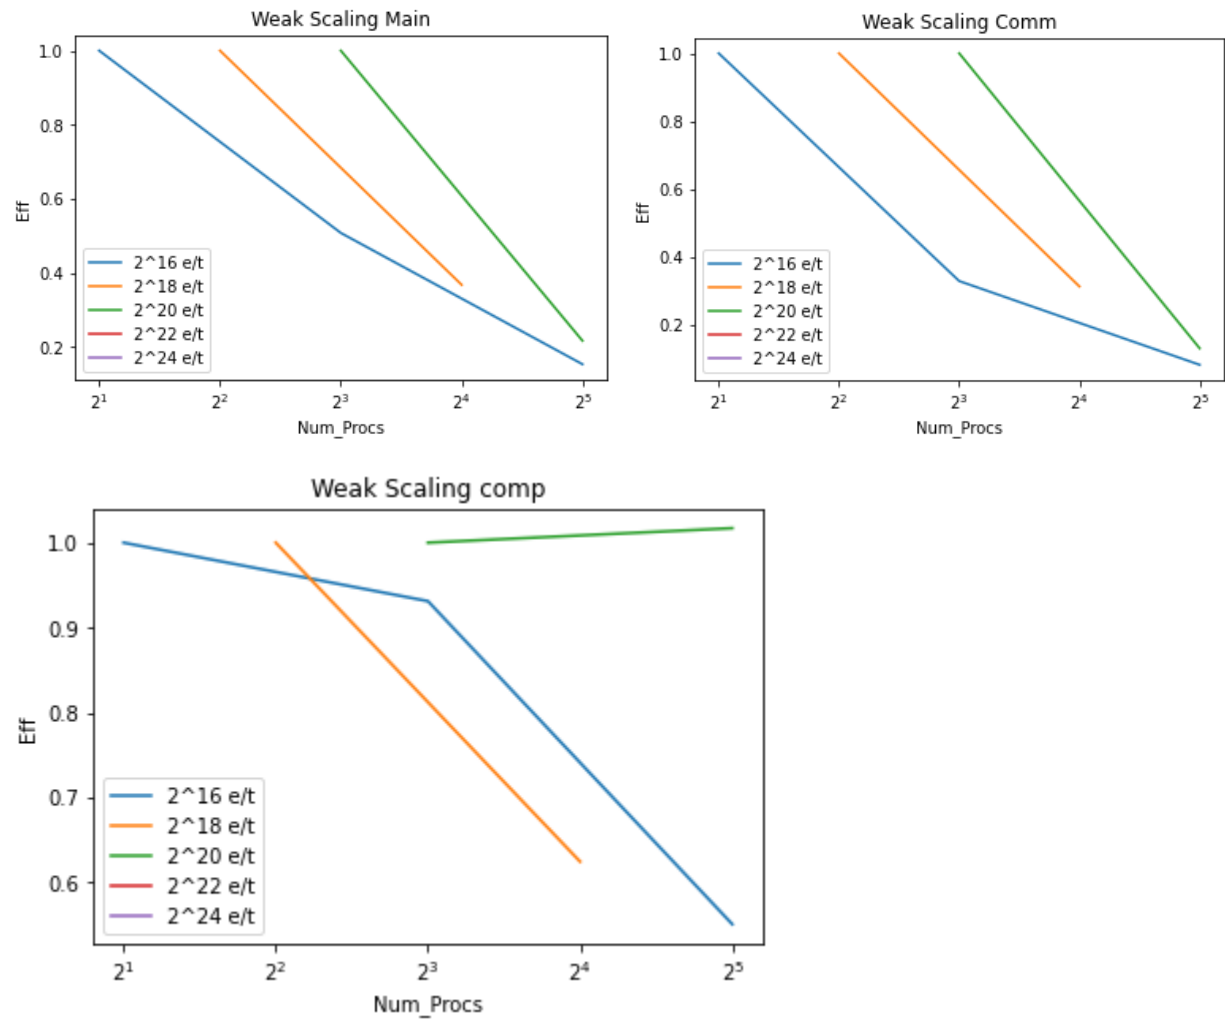 Weak Scaling Main
1.0
0.8
0.6
0.4
0.2
Eff
2^16 e/t
2^18 e/t
2^20 e/t
2^22 e/t
2^24 e/t
2¹
2²
2³
2⁴
2⁵
Num_Procs
Weak Scaling Comm
1.0
0.8
0.6
0.4
0.2
Eff
2^16 e/t
2^18 e/t
2^20 e/t
2^22 e/t
2^24 e/t
2¹
2²
2³
2⁴
2⁵
Num_Procs
Weak Scaling comp
1.0
0.9
0.8
0.7
0.6
Eff
2^16 e/t
2^18 e/t
2^20 e/t
2^22 e/t
2^24 e/t
2¹
2²
2³
2⁴
2⁵
Num_Procs